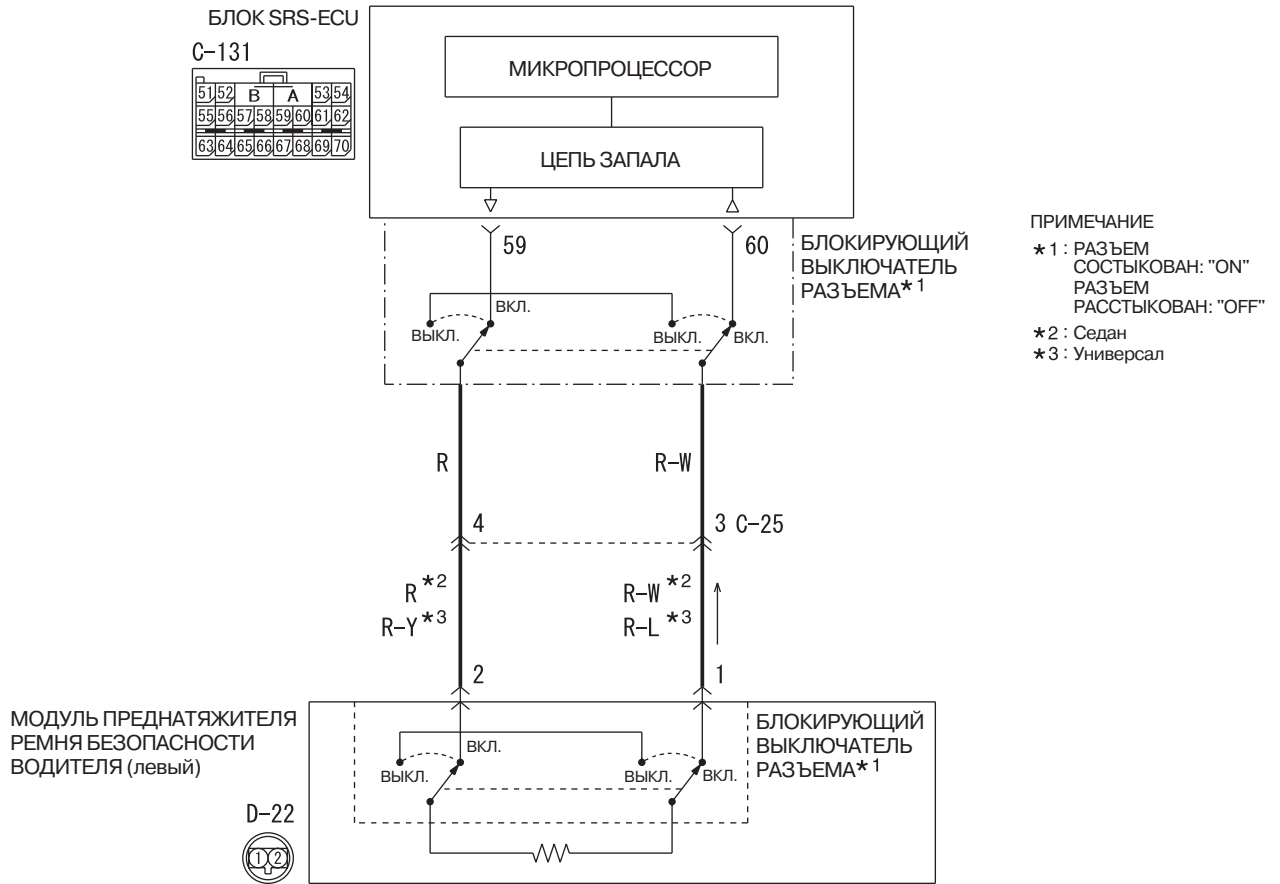 БЛОК SRS-ECU
C-131
51 52 B A 53 54
55 56 57 58 59 60 61 62
63 64 65 66 67 68 69 70
МИКРОПРОЦЕССОР
ЦЕПЬ ЗАПАЛА
59
60
БЛОКИРУЮЩИЙ
ВЫКЛЮЧАТЕЛЬ
РАЗЪЕМА*1
ВЫКЛ.
ВКЛ.
ВЫКЛ.
ВКЛ.
ПРИМЕЧАНИЕ
*1 : РАЗЪЕМ
СОСТЫКОВАН: "ON"
РАЗЪЕМ
РАССТЫКОВАН: "OFF"
*2 : Седан
*3 : Универсал
R
R-W
4
3 C-25
R *2
R-Y *3
R-W *2
R-L *3
2
1
МОДУЛЬ ПРЕДНАТЯЖИТЕЛЯ
РЕМНЯ БЕЗОПАСНОСТИ
ВОДИТЕЛЯ (левый)
D-22
1 2
ВЫКЛ.
ВКЛ.
ВЫКЛ.
ВКЛ.
БЛОКИРУЮЩИЙ
ВЫКЛЮЧАТЕЛЬ
РАЗЪЕМА*1